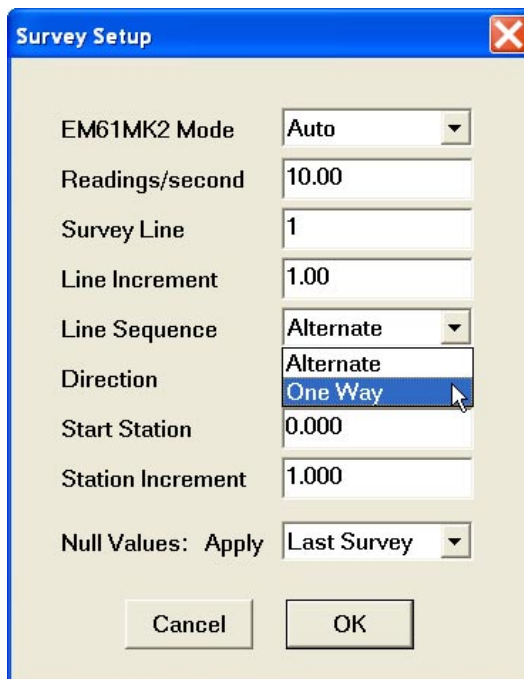 Survey Setup
EM61MK2 Mode Auto
Readings/second 10.00
Survey Line 1
Line Increment 1.00
Line Sequence Alternate
Alternate
Direction One Way
Start Station 0.000
Station Increment 1.000
Null Values: Apply Last Survey
Cancel OK